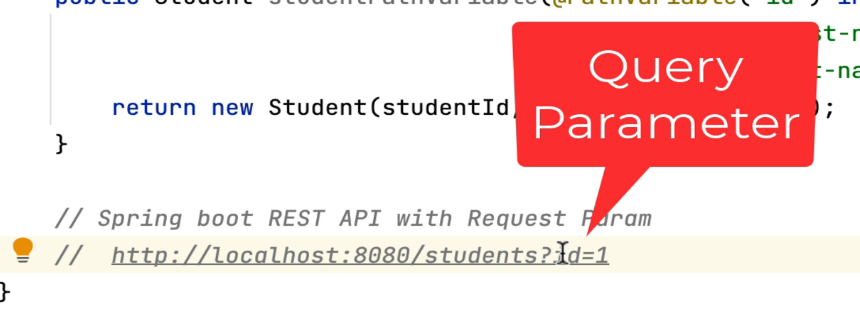 public Student studentPathVariable(@PathVariable("id") in
st-n
t-na
return new Student(studentId, );
}
Query
Parameter
// Spring boot REST API with Request Param
// http://localhost:8080/students?id=1
}